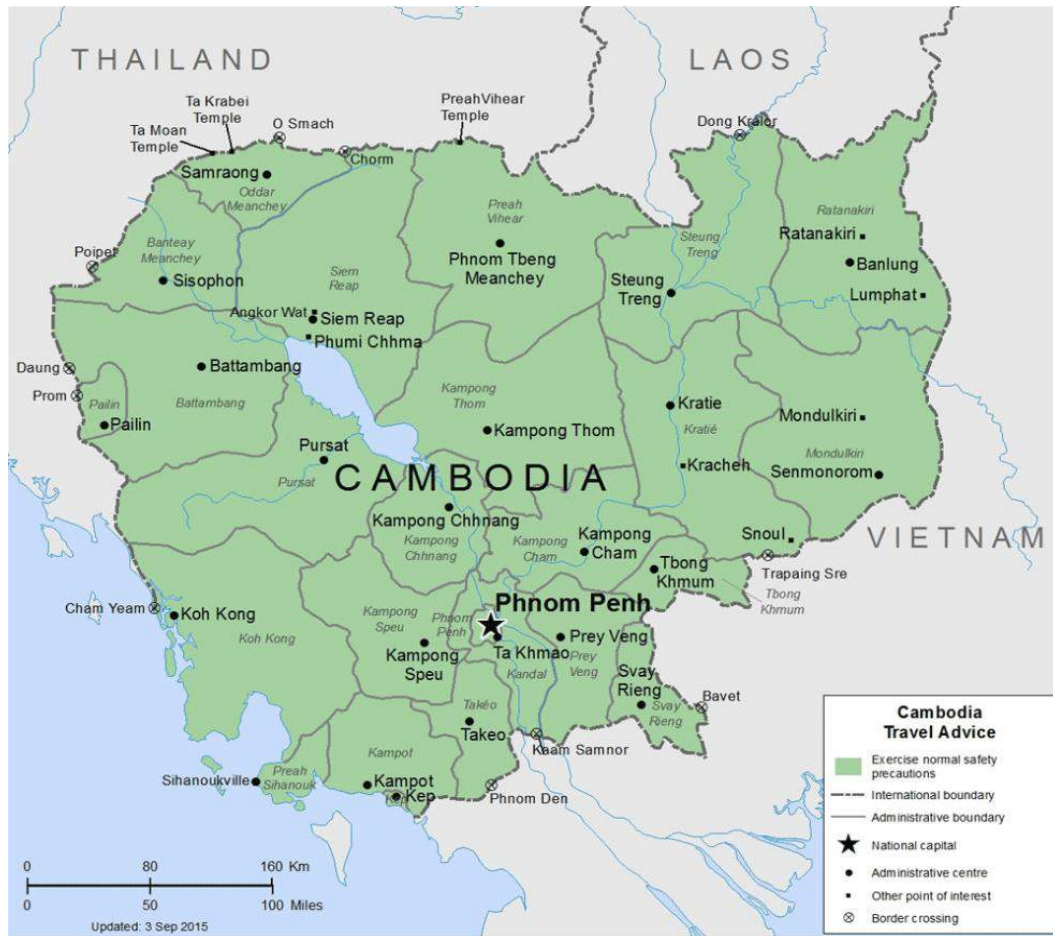 THAILAND
LAOS
Ta Krabei
Temple
O Smach
Preah Vihear
Temple
Ta Moan
Temple
Dong Kralor
Chorm
Samraong
Oddar
Meanchey
Preah
Vihear
Ratanakiri
Ratanakiri
Banteay
Meanchey
Steung
Treng
Poipet
Phnom Tbeng
Meanchey
Banlung
Sisophon
Siem
Reap
Steung
Treng
Lumphat
Angkor Wat
Siem Reap
Phumi Chhma
Daung
Battambang
Prom
Pailin
Battambang
Kampong
Thom
Kratie
Mondulkiri
Pailin
Kratié
Kampong Thom
Pursat
Mondulkiri
Kracheh
Senmonorom
Pursat
CAMBODIA
Kampong Chhnang
Kampong
Chhnang
Kampong
Cham
Kampong
Cham
Snoul
VIETNAM
Tbong
Khmum
Trapaing Sre
Tbong
Khmum
Cham Yeam
Koh Kong
Koh Kong
Kampong
Speu
Phnom
Penh
Phnom Penh
Kampong
Speu
Ta Khmao
Prey Veng
Kandal
Prey
Veng
Svay
Rieng
Svay
Rieng
Bavet
Takéo
Takeo
Kaam Samnor
Kampot
Sihanoukville
Preah
Sihanouk
Kampot
Kep
Kep
Phnom Den
Cambodia
Travel Advice
Exercise normal safety
precautions
International boundary
Administrative boundary
National capital
Administrative centre
Other point of interest
Border crossing
0 80 160 Km
0 50 100 Miles
Updated: 3 Sep 2015